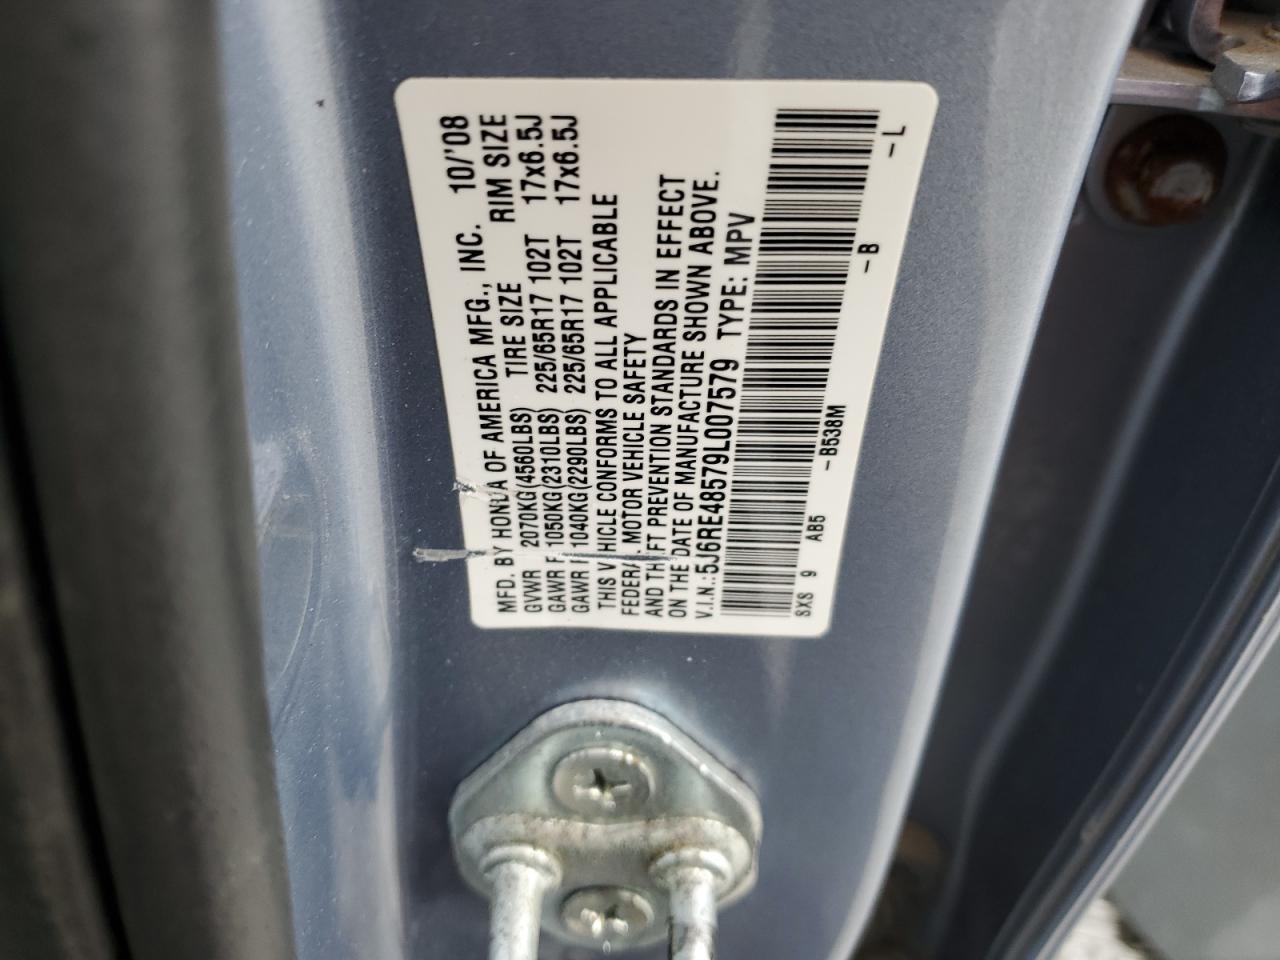 MFD. BY HONDA OF AMERICA MFG., INC. 10/'08
GVWR 2070KG(4560LBS) TIRE SIZE RIM SIZE
GAWR F 1050KG(2310LBS) 225/65R17 102T 17x6.5J
GAWR 1040KG(2290LBS) 225/65R17 102T 17x6.5J
THIS VEHICLE CONFORMS TO ALL APPLICABLE
FEDERAL MOTOR VEHICLE SAFETY
AND THEFT PREVENTION STANDARDS IN EFFECT
ON THE DATE OF MANUFACTURE SHOWN ABOVE.
V.I.N.:5J6RE48579L007579 TYPE: MPV
SXS 9 AB5 -B538M -B -L